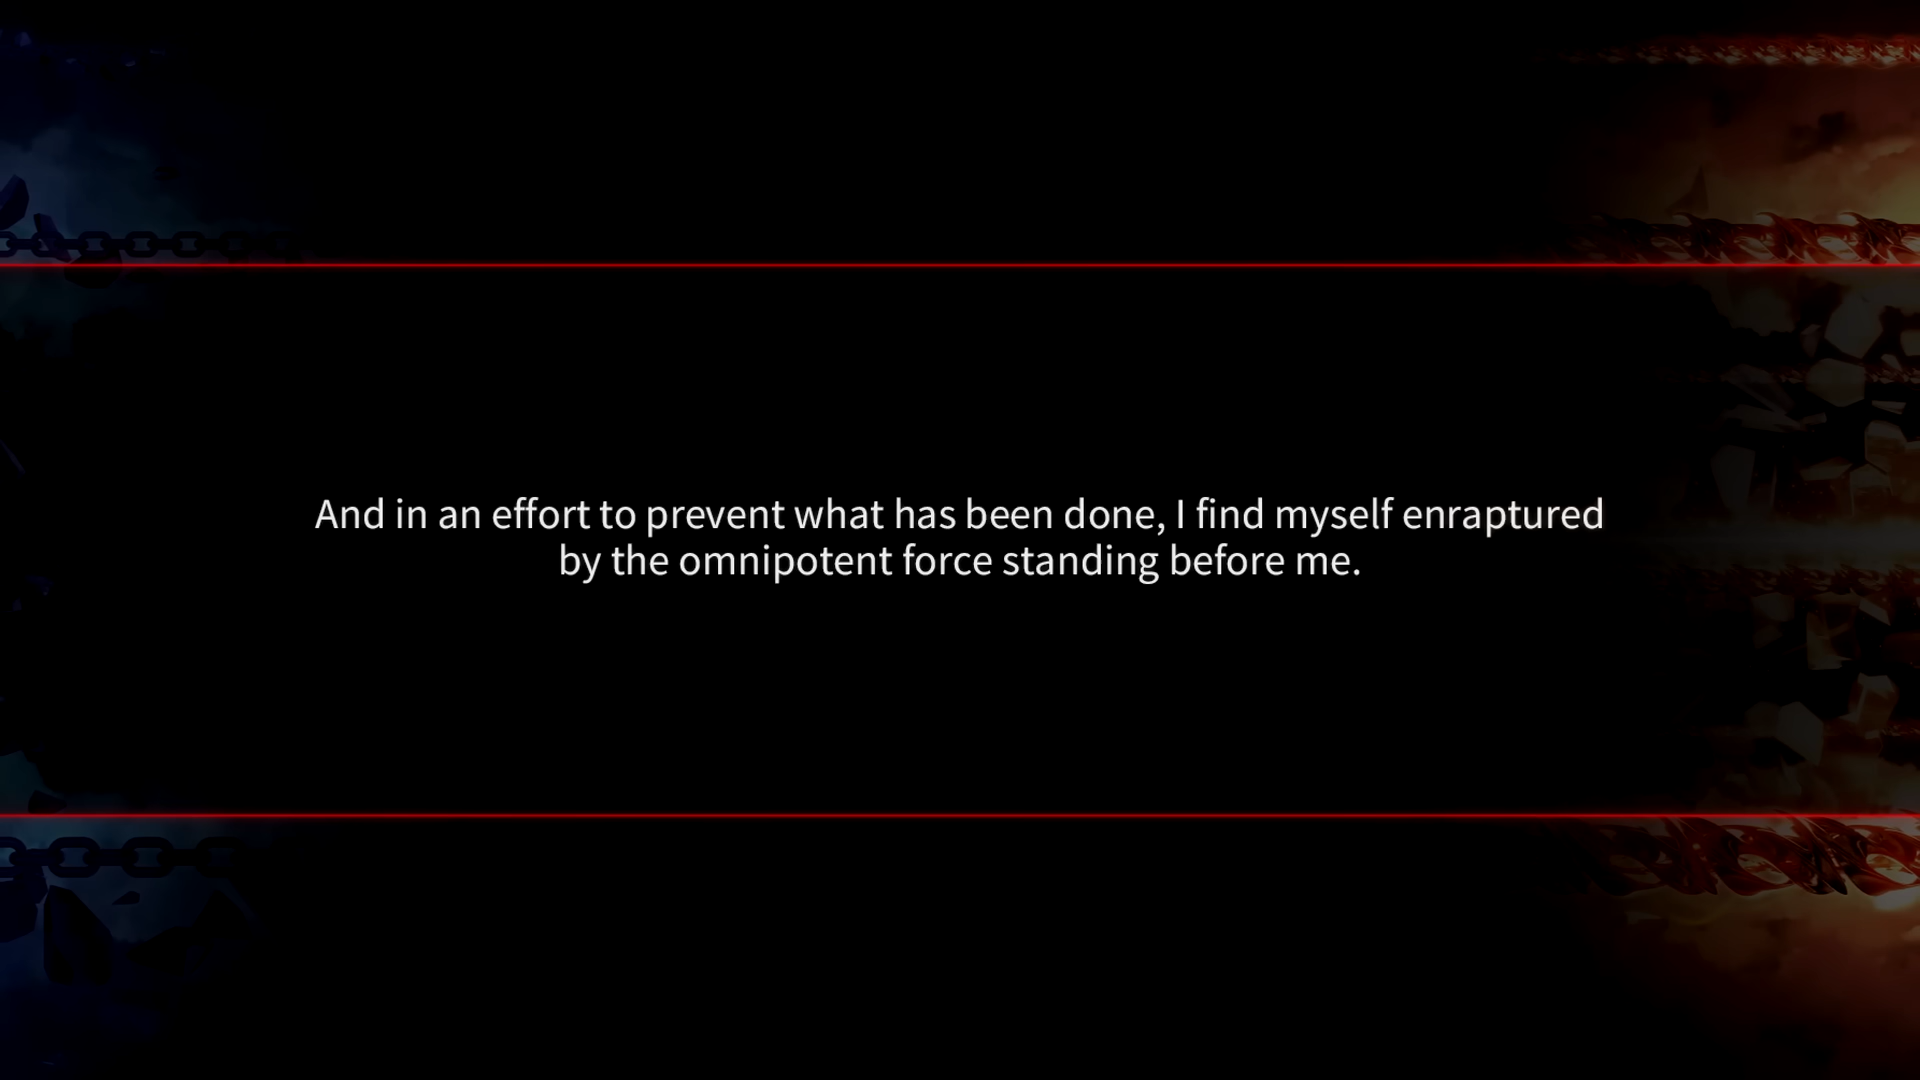 And in an effort to prevent what has been done, I find myself enraptured
by the omnipotent force standing before me.